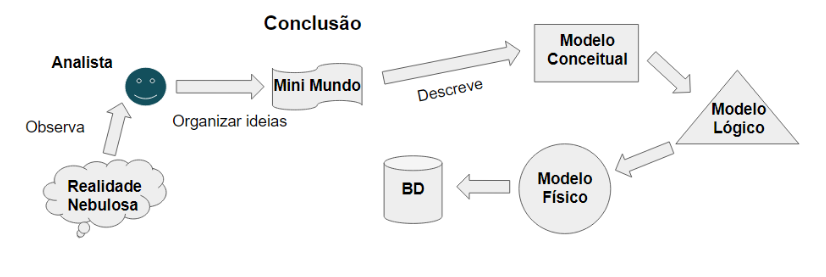 Conclusão
Analista
Observa
Realidade
Nebulosa
Organizar ideias
Mini Mundo
Descreve
Modelo
Conceitual
Modelo
Lógico
Modelo
Físico
BD